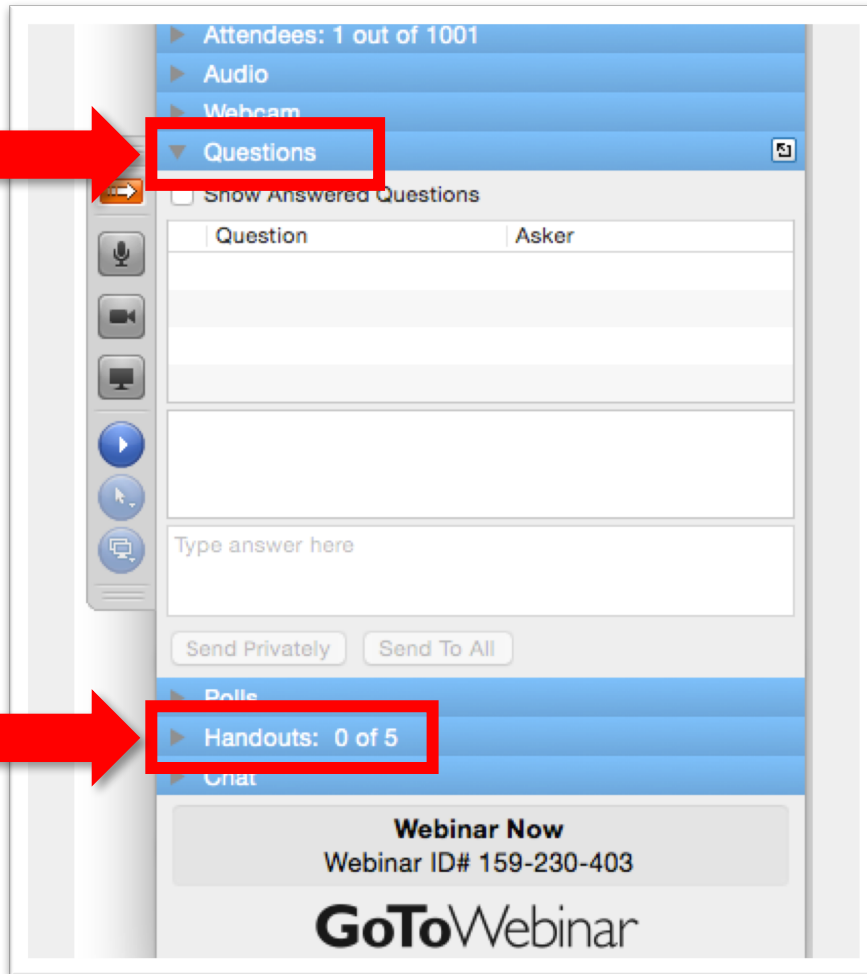 Attendees: 1 out of 1001
Audio
Webcam
Questions
Show Answered Questions
Question Asker
Type answer here
Send Privately Send To All
Polls
Handouts: 0 of 5
Chat
Webinar Now
Webinar ID# 159-230-403
GoToWebinar